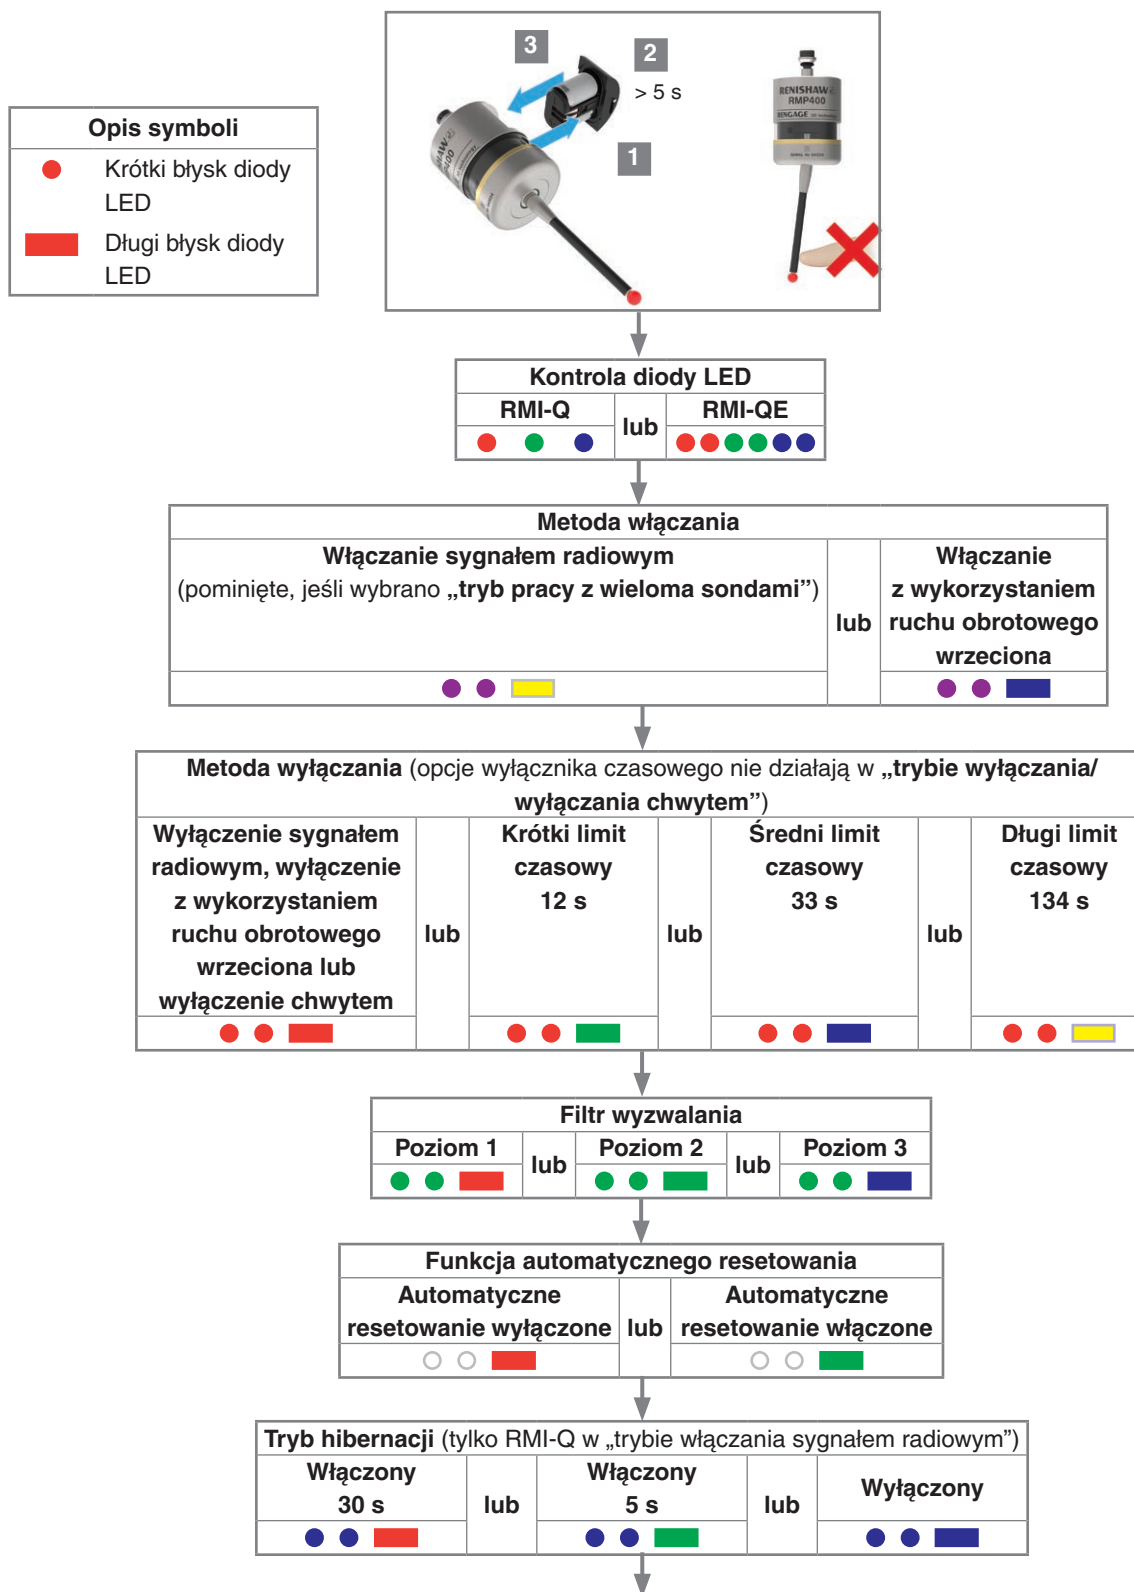 3
2
> 5 s
1
RENISHAW
RMP400
RENGAGE
Opis symboli
Krótki błysk diody
LED
Długi błysk diody
LED
Kontrola diody LED
RMI-Q
lub
RMI-QE
Metoda włączania
Włączanie sygnałem radiowym
(pominięte, jeśli wybrano „tryb pracy z wieloma sondami”)
lub
Włączanie
z wykorzystaniem
ruchu obrotowego
wrzeciona
Metoda wyłączania (opcje wyłącznika czasowego nie działają w „trybie wyłączania/
wyłączania chwytem”)
Wyłączenie sygnałem
radiowym, wyłączenie
z wykorzystaniem
ruchu obrotowego
wrzeciona lub
wyłączenie chwytem
lub
Krótki limit
czasowy
12 s
lub
Średni limit
czasowy
33 s
lub
Długi limit
czasowy
134 s
Filtr wyzwalania
Poziom 1
lub
Poziom 2
lub
Poziom 3
Funkcja automatycznego resetowania
Automatyczne
resetowanie wyłączone
lub
Automatyczne
resetowanie włączone
Tryb hibernacji (tylko RMI-Q w „trybie włączania sygnałem radiowym”)
Włączony
30 s
lub
Włączony
5 s
lub
Wyłączony